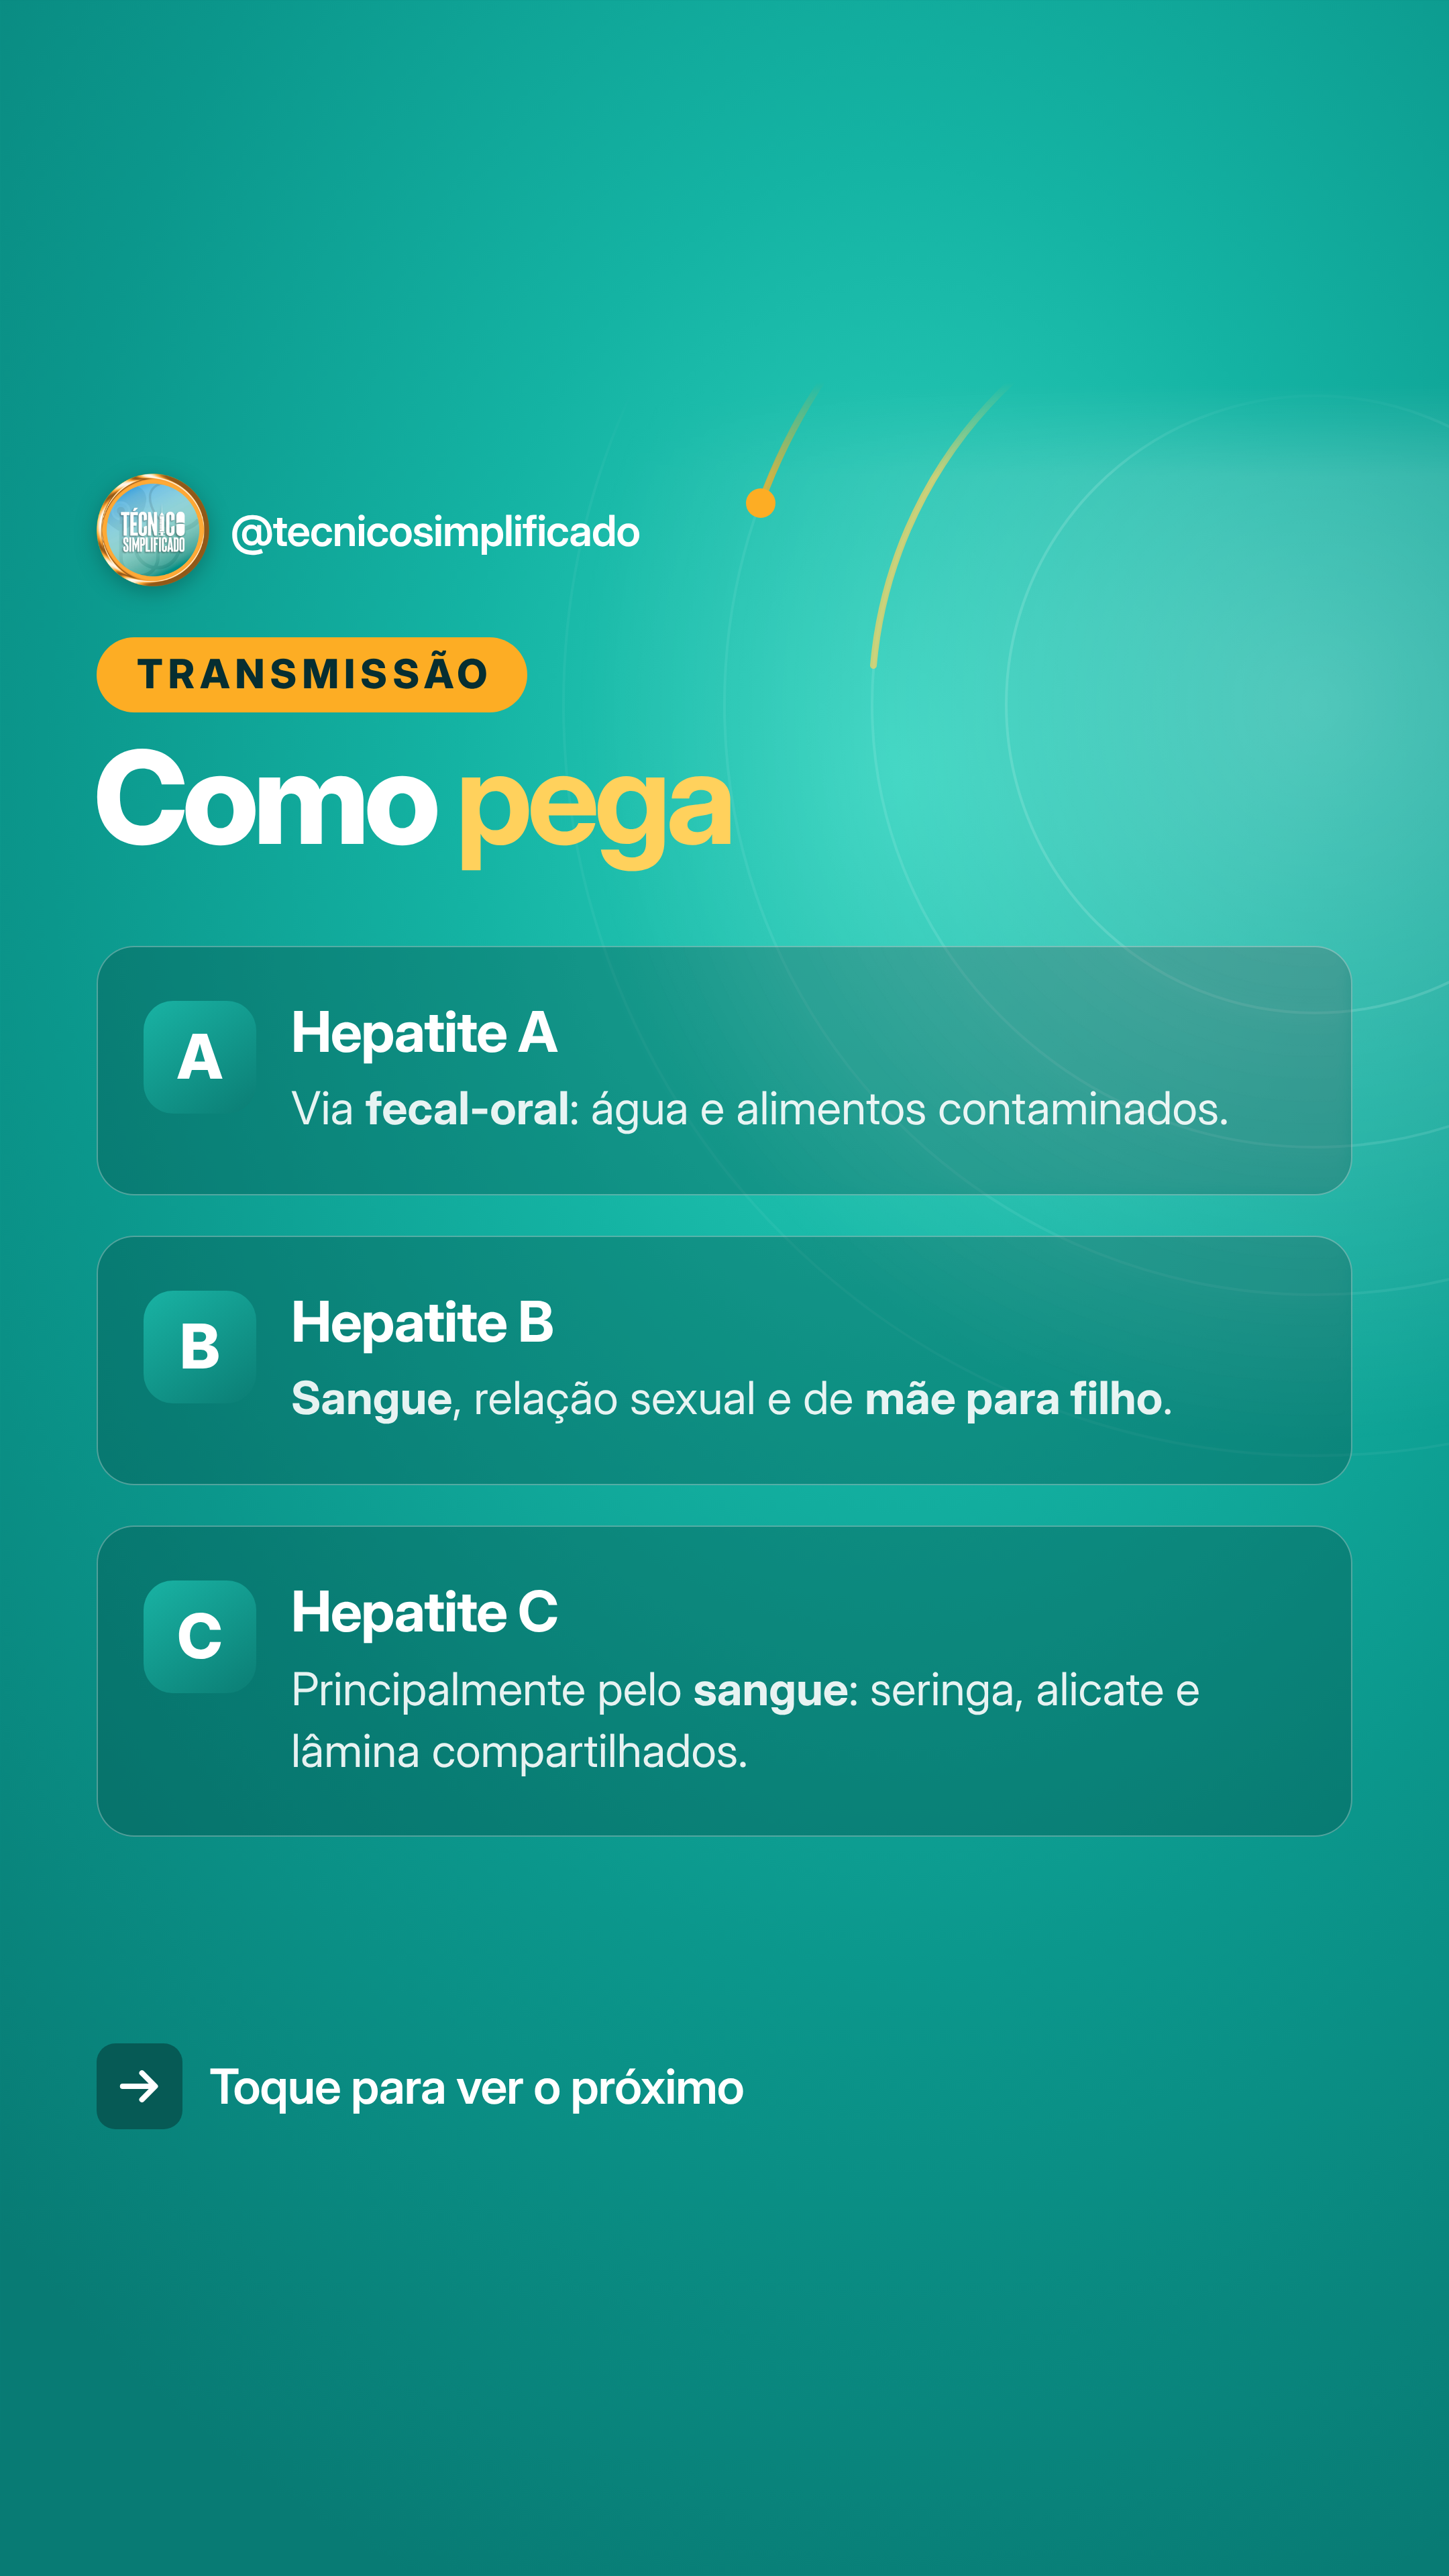 TÉCNICO
SIMPLIFICADO
@tecnicosimplificado
TRANSMISSÃO
Como pega
A
Hepatite A
Via fecal-oral: água e alimentos contaminados.
B
Hepatite B
Sangue, relação sexual e de mãe para filho.
C
Hepatite C
Principalmente pelo sangue: seringa, alicate e
lâmina compartilhados.
Toque para ver o próximo